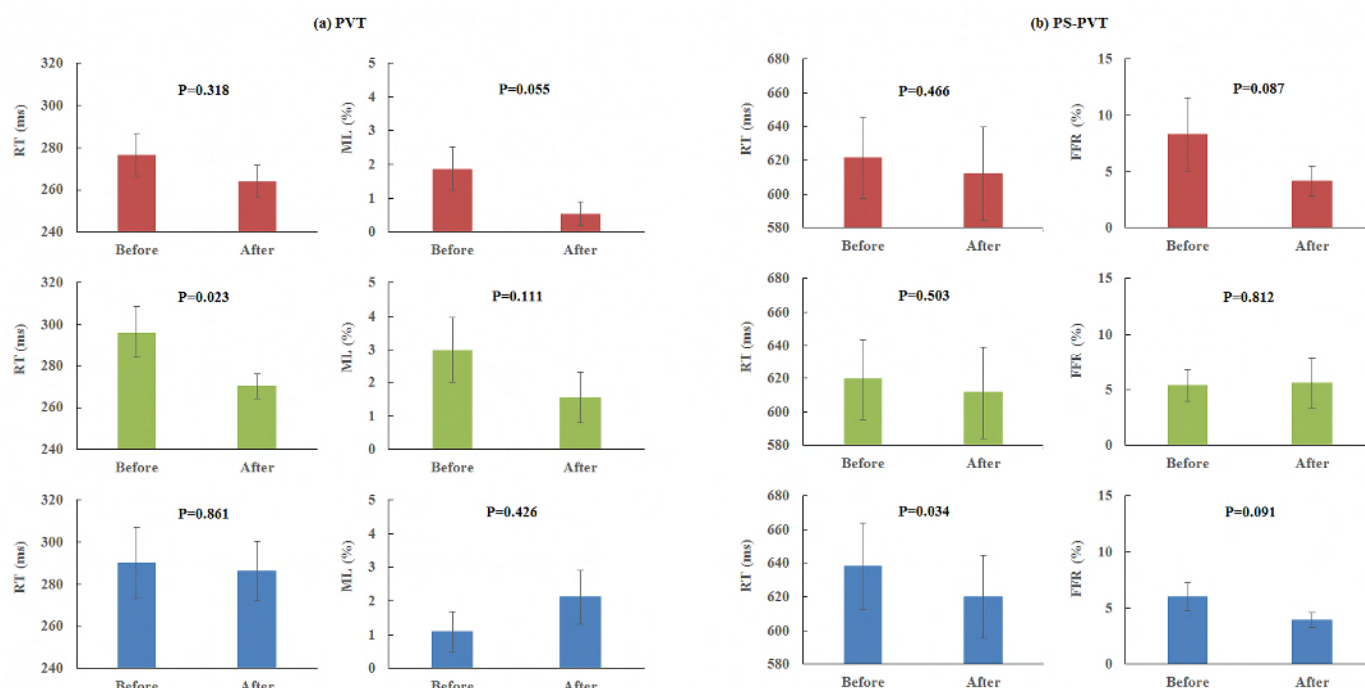 (a) PVT
(b) PS-PVT
RT (ms)
320
300
280
260
240
P=0.318
Before
After
ML (%)
5
4
3
2
1
0
P=0.055
Before
After
RT (ms)
680
660
640
620
600
580
P=0.466
Before
After
FFR (%)
15
10
5
0
P=0.087
Before
After
RT (ms)
320
300
280
260
240
P=0.023
Before
After
ML (%)
5
4
3
2
1
0
P=0.111
Before
After
RT (ms)
680
660
640
620
600
580
P=0.503
Before
After
FFR (%)
15
10
5
0
P=0.812
Before
After
RT (ms)
320
300
280
260
240
P=0.861
Before
After
ML (%)
5
4
3
2
1
0
P=0.426
Before
After
RT (ms)
680
660
640
620
600
580
P=0.034
Before
After
FFR (%)
15
10
5
0
P=0.091
Before
After